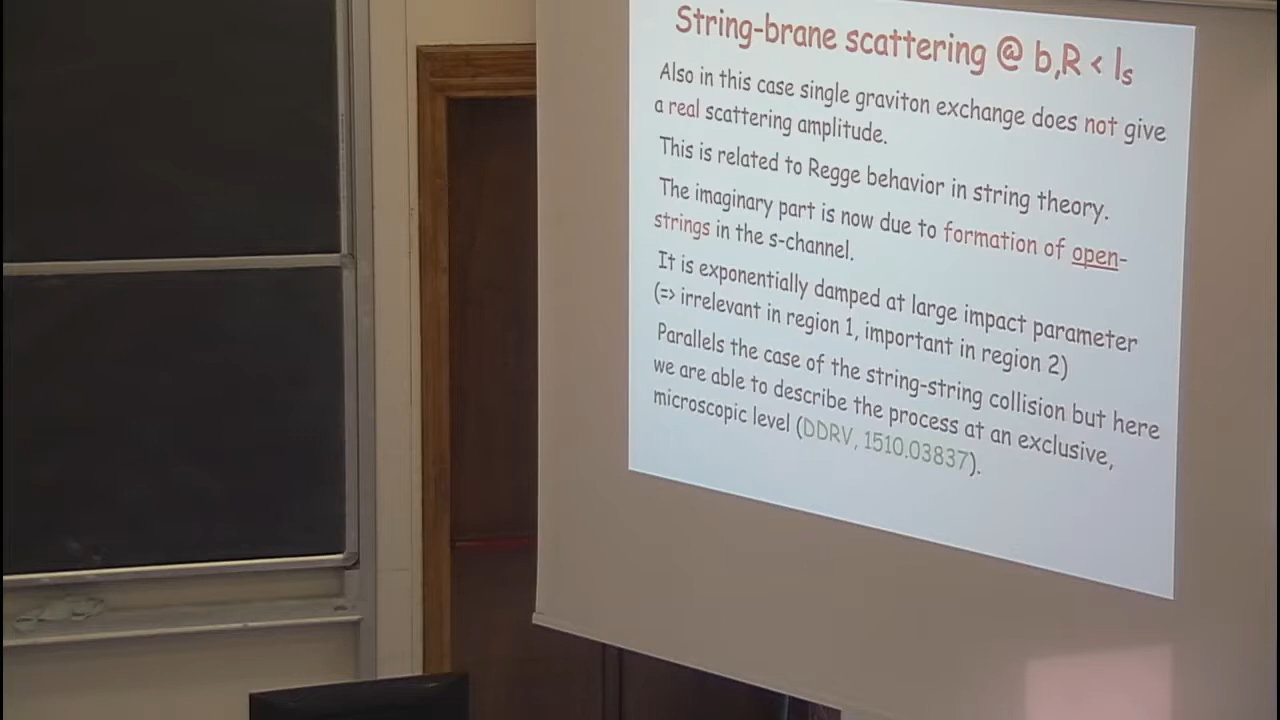 String-brane scattering @ b,R < ls
Also in this case single graviton exchange does not give
a real scattering amplitude.
This is related to Regge behavior in string theory.
The imaginary part is now due to formation of open-
strings in the s-channel.
It is exponentially damped at large impact parameter
(=> irrelevant in region 1, important in region 2)
Parallels the case of the string-string collision but here
we are able to describe the process at an exclusive,
microscopic level (DDRV, 1510.03837).